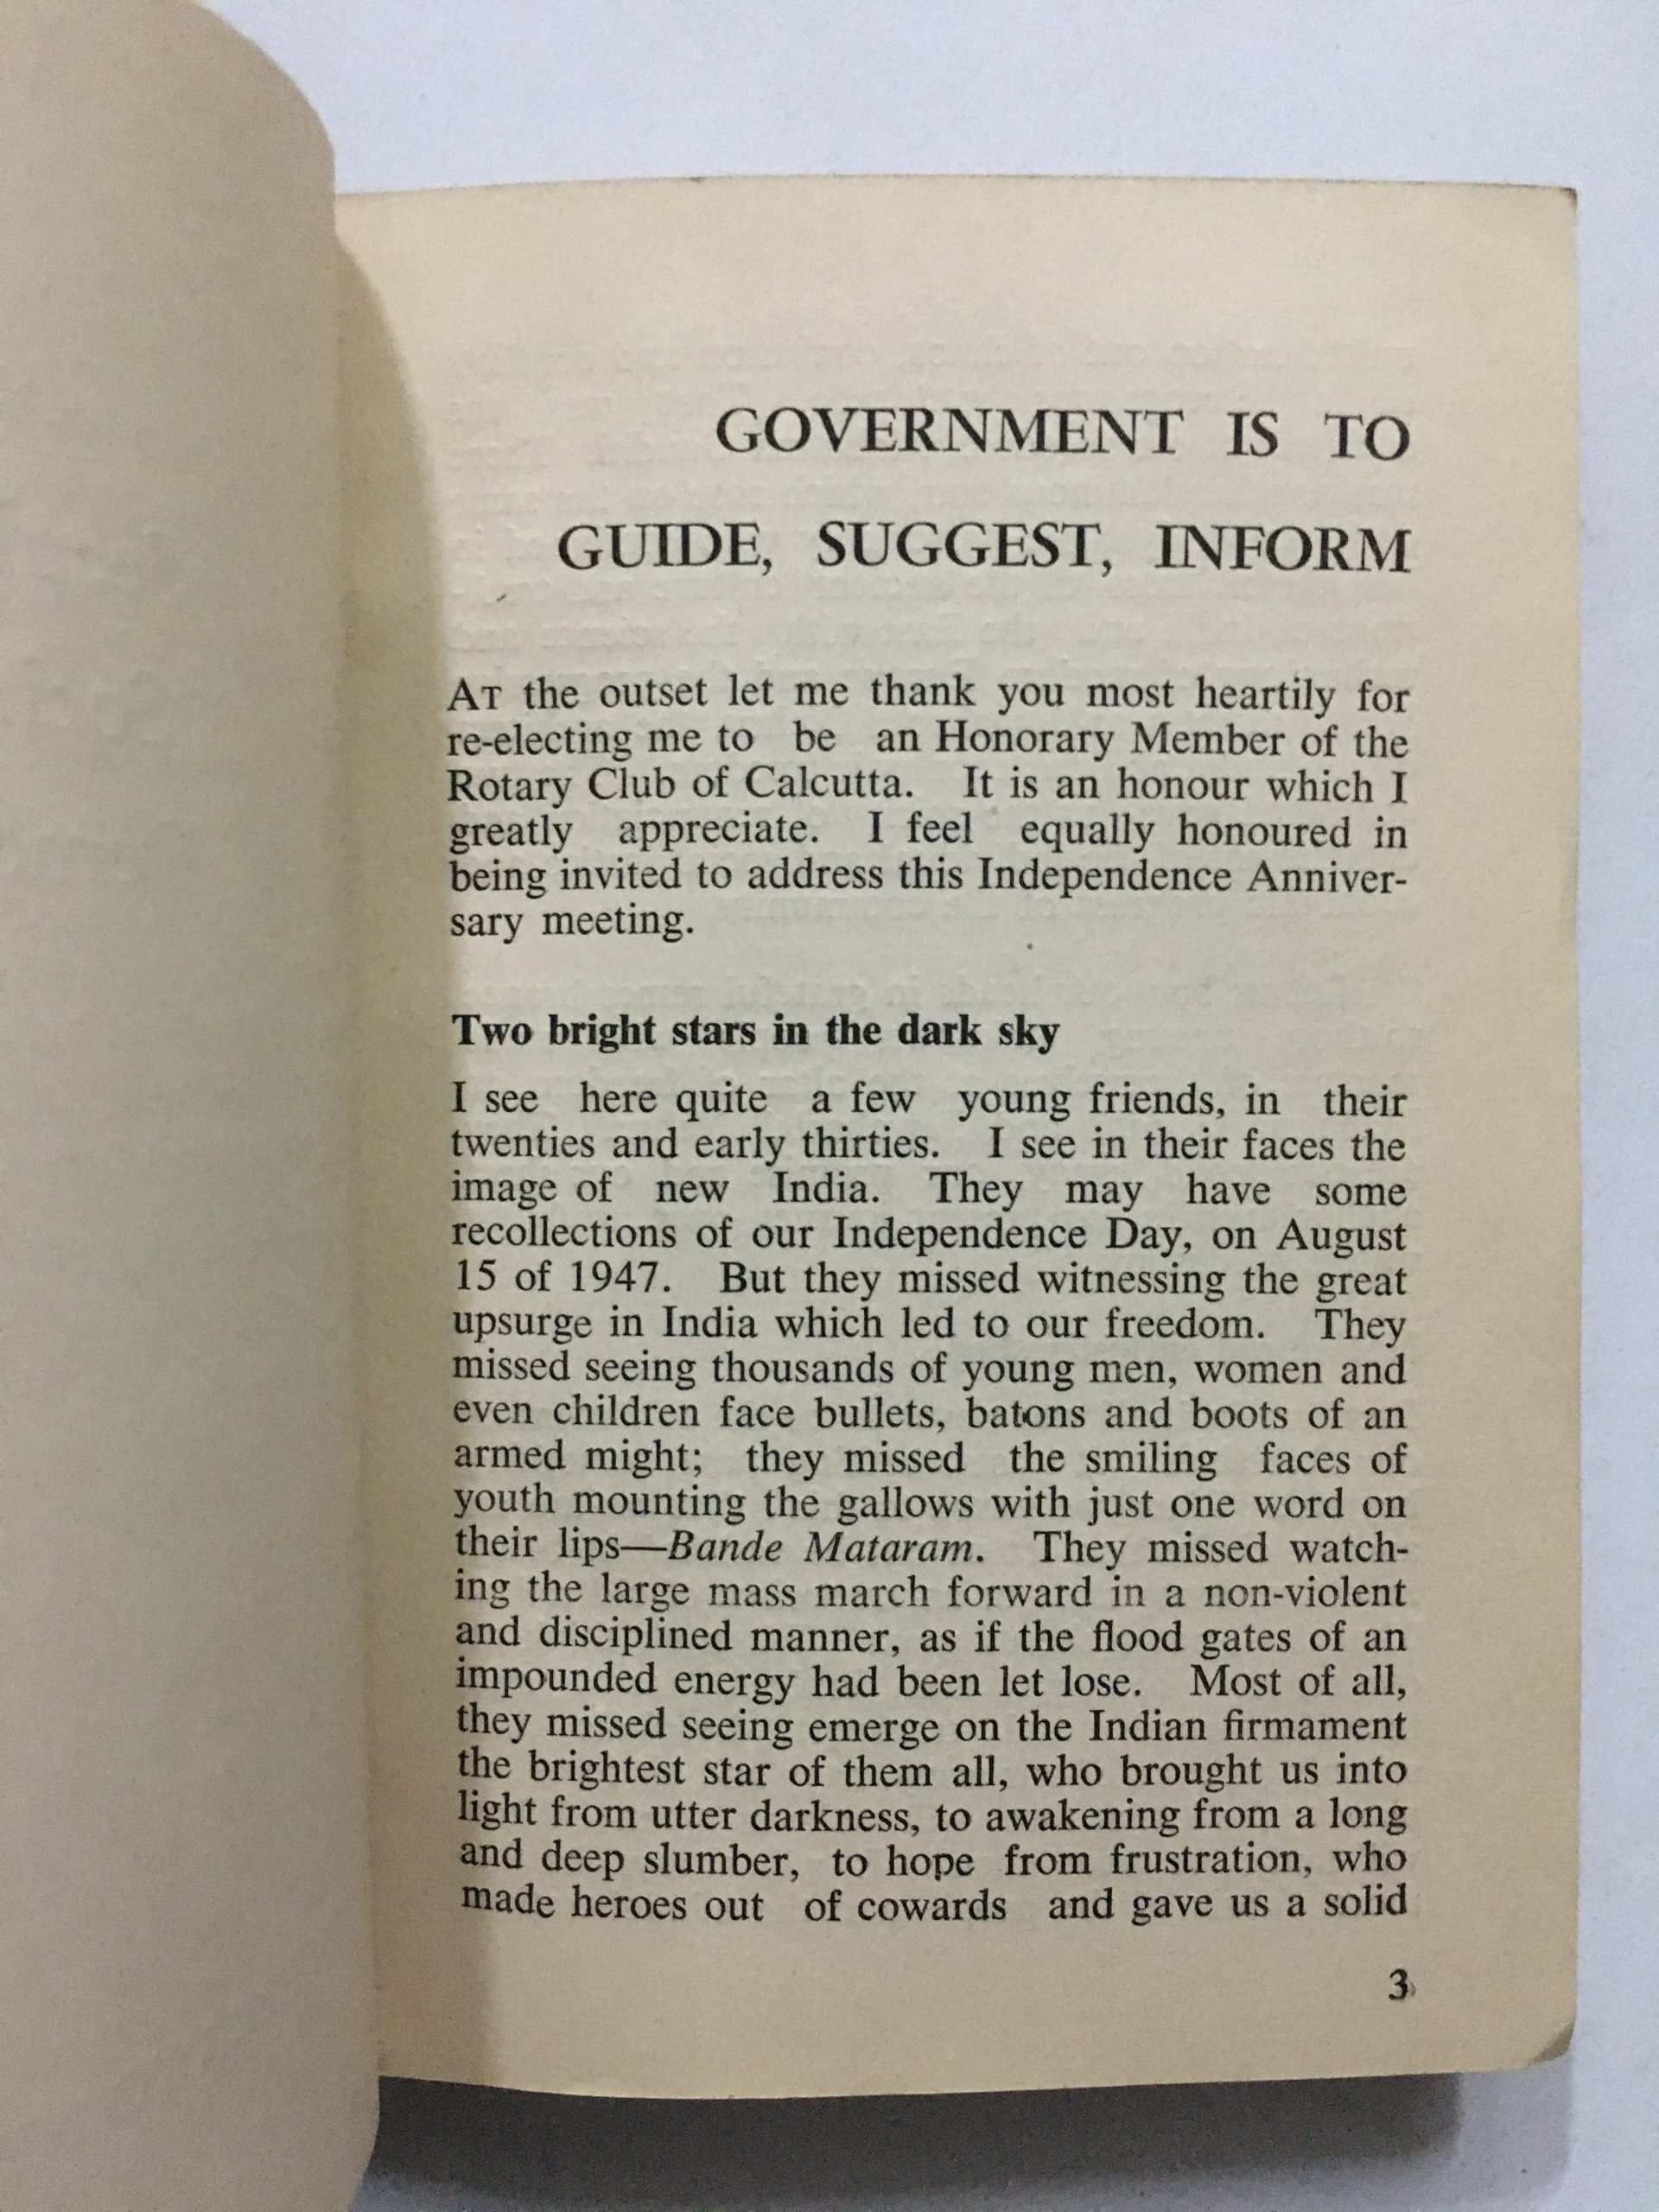 GOVERNMENT IS TO
GUIDE, SUGGEST, INFORM
AT the outset let me thank you most heartily for
re-electing me to be an Honorary Member of the
Rotary Club of Calcutta. It is an honour which I
greatly appreciate. I feel equally honoured in
being invited to address this Independence Anniver-
sary meeting.
Two bright stars in the dark sky
I see here quite a few young friends, in their
twenties and early thirties. I see in their faces the
image of new India. They may have some
recollections of our Independence Day, on August
15 of 1947. But they missed witnessing the great
upsurge in India which led to our freedom. They
missed seeing thousands of young men, women and
even children face bullets, batons and boots of an
armed might; they missed the smiling faces of
youth mounting the gallows with just one word on
their lips—Bande Mataram. They missed watch-
ing the large mass march forward in a non-violent
and disciplined manner, as if the flood gates of an
impounded energy had been let lose. Most of all,
they missed seeing emerge on the Indian firmament
the brightest star of them all, who brought us into
light from utter darkness, to awakening from a long
and deep slumber, to hope from frustration, who
made heroes out of cowards and gave us a solid
3